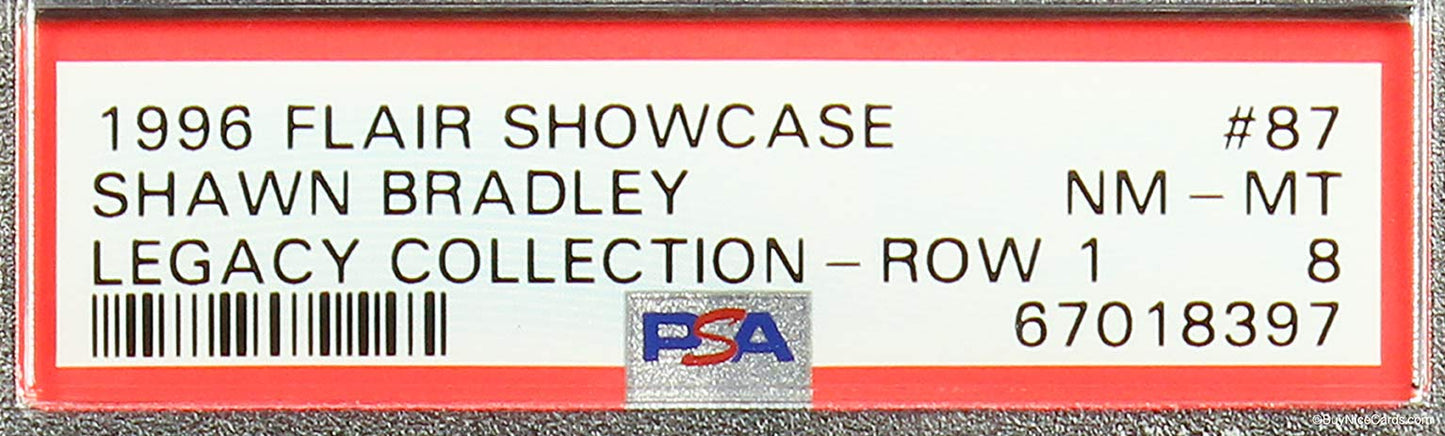 1996 FLAIR SHOWCASE #87
SHAWN BRADLEY NM - MT
LEGACY COLLECTION - ROW 1 8
PSA 67018397
©BuyNiceCards.com